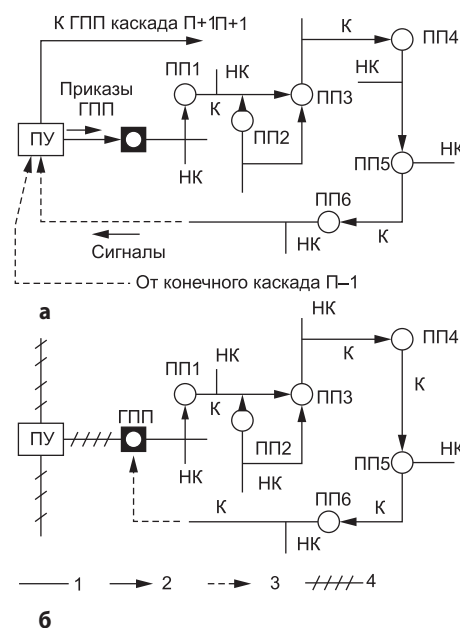 К ГПП каскада П+1П+1
К
ПП4
НК
ПП1
НК
Приказы
ГПП
К
ПП3
ПУ
ПП2
НК
ПП5
НК
ПП6
НК
К
Сигналы
От конечного каскада П–1
а
НК
ПП4
К
ПП1
НК
К
ГПП
К
ПП3
ПУ
ПП2
НК
НК
ПП5
НК
ПП6
К
К
НК
1
2
3
4
б